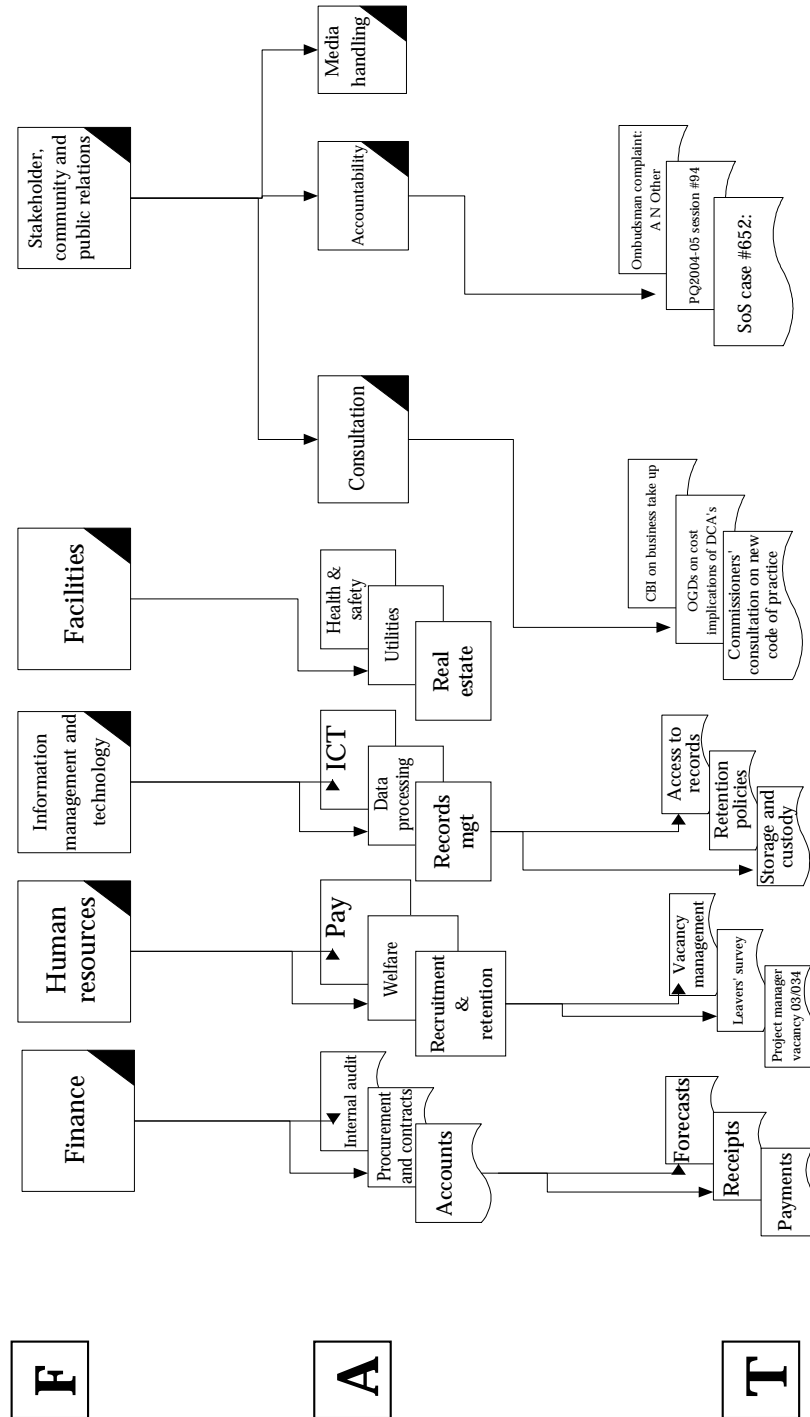 F
Finance
Human
resources
Information
management and
technology
Facilities
Stakeholder,
community and
public relations
A
Internal audit
Procurement
and contracts
Accounts
Pay
Welfare
Recruitment
&
retention
ICT
Data
processing
Records
mgt
Health &
safety
Utilities
Real
estate
Consultation
Accountability
Media
handling
T
Forecasts
Receipts
Payments
Vacancy
management
Leavers' survey
Project manager
vacancy 03/034
Access to
records
Retention
policies
Storage and
custody
CBI on business take up
OGDs on cost
implications of DCA's
Commissioners'
consultation on new
code of practice
Ombudsman complaint:
A N Other
PQ2004-05 session #94
SoS case #652: